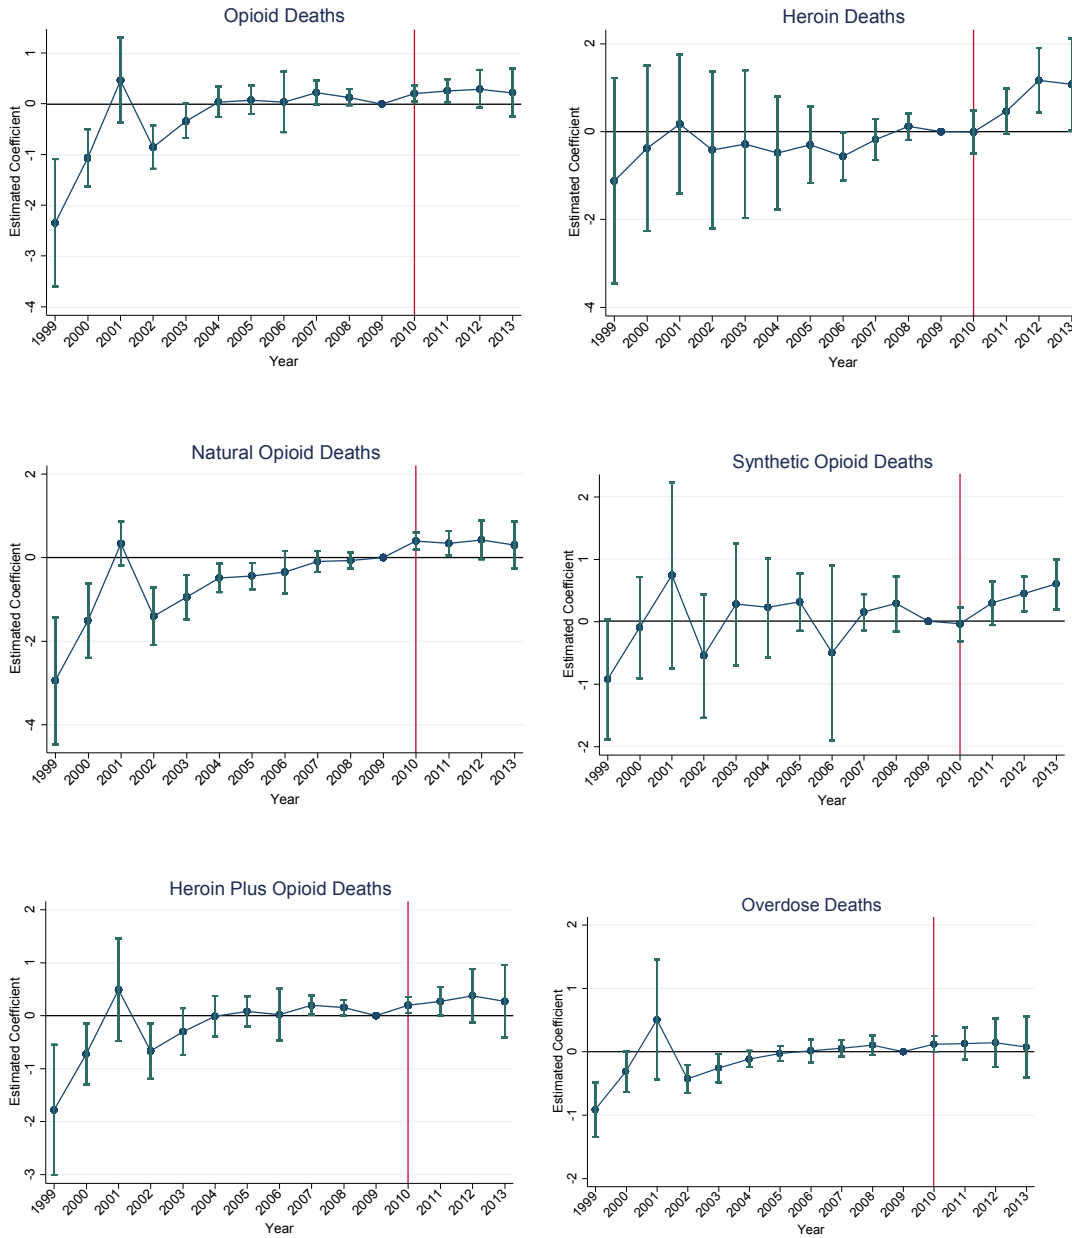 Opioid Deaths
Estimated Coefficient
1
0
-1
-2
-3
-4
1999 2000 2001 2002 2003 2004 2005 2006 2007 2008 2009 2010 2011 2012 2013
Year
Heroin Deaths
Estimated Coefficient
2
0
-2
-4
1999 2000 2001 2002 2003 2004 2005 2006 2007 2008 2009 2010 2011 2012 2013
Year
Natural Opioid Deaths
Estimated Coefficient
2
0
-2
-4
1999 2000 2001 2002 2003 2004 2005 2006 2007 2008 2009 2010 2011 2012 2013
Year
Synthetic Opioid Deaths
Estimated Coefficient
2
1
0
-1
-2
1999 2000 2001 2002 2003 2004 2005 2006 2007 2008 2009 2010 2011 2012 2013
Year
Heroin Plus Opioid Deaths
Estimated Coefficient
2
1
0
-1
-2
-3
1999 2000 2001 2002 2003 2004 2005 2006 2007 2008 2009 2010 2011 2012 2013
Year
Overdose Deaths
Estimated Coefficient
2
1
0
-1
-2
1999 2000 2001 2002 2003 2004 2005 2006 2007 2008 2009 2010 2011 2012 2013
Year